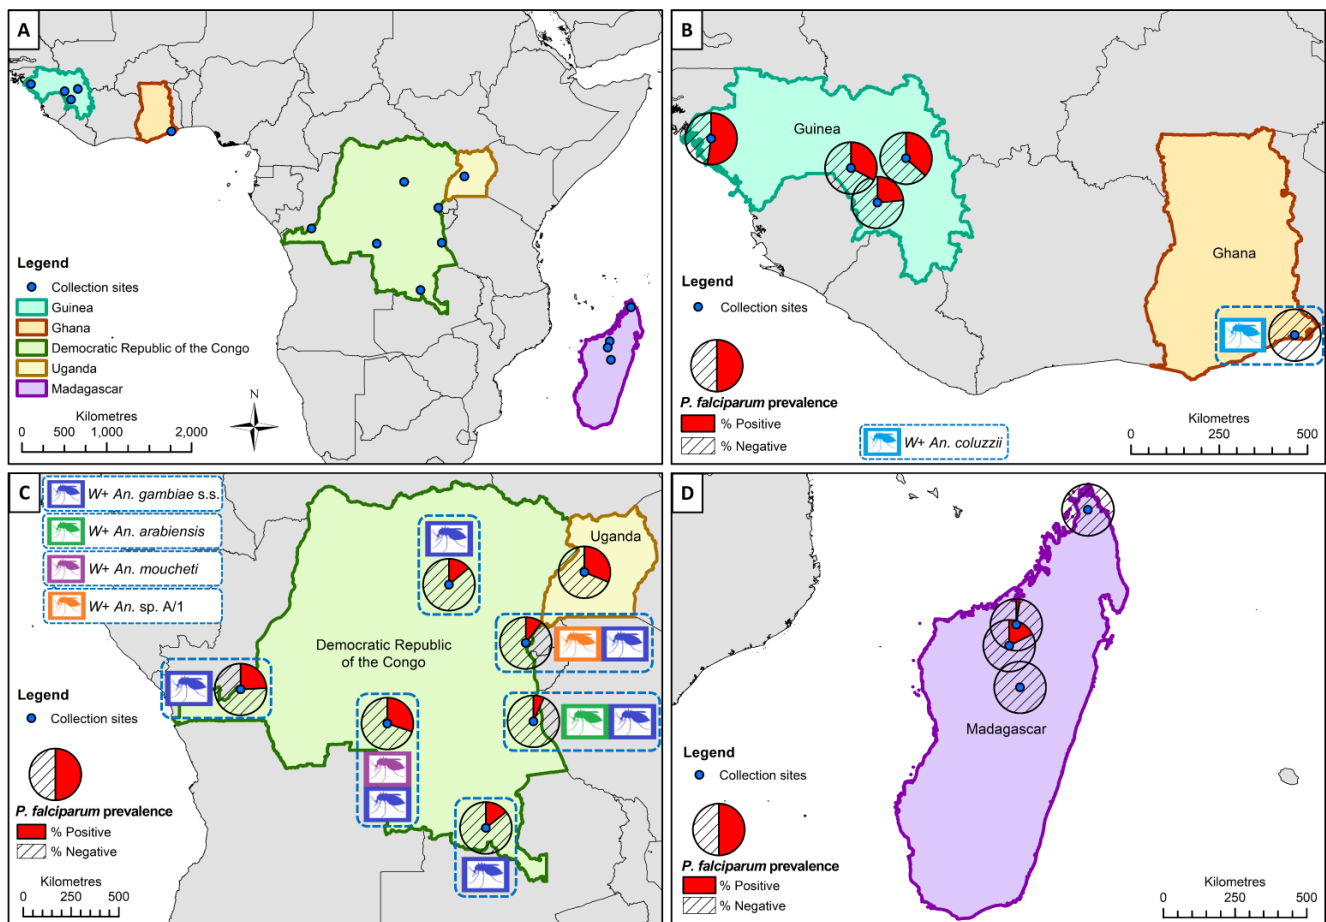 A
N
Legend
Collection sites
Guinea
Ghana
Democratic Republic of the Congo
Uganda
Madagascar
Kilometres
0 500 1,000 2,000
B
Guinea
Ghana
Legend
Collection sites
P. falciparum prevalence
% Positive
% Negative
W+ An. coluzzii
Kilometres
0 250 500
C
W+ An. gambiae s.s.
W+ An. arabiensis
W+ An. moucheti
W+ An. sp. A/1
Uganda
Democratic Republic
of the Congo
Legend
Collection sites
P. falciparum prevalence
% Positive
% Negative
Kilometres
0 250 500
D
Madagascar
Legend
Collection sites
P. falciparum prevalence
% Positive
% Negative
Kilometres
0 250 500